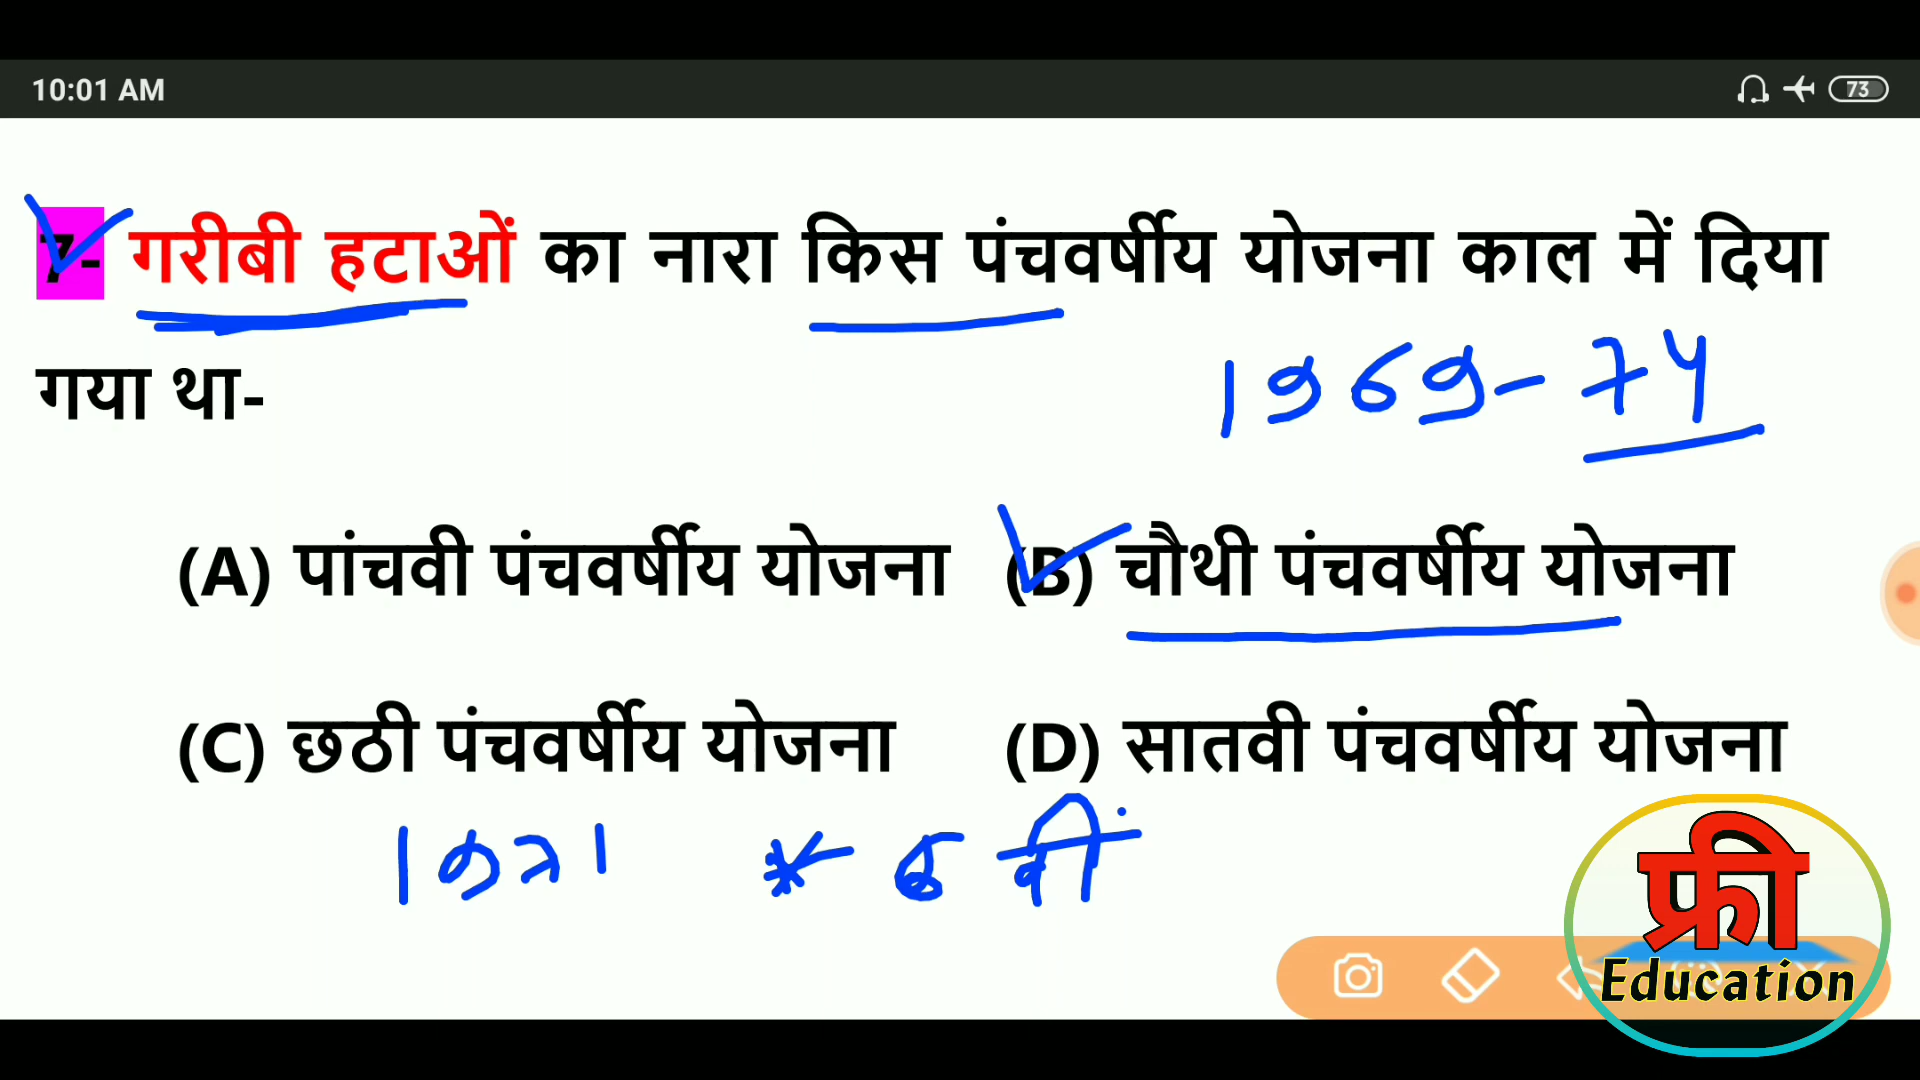 10:01 AM
73
7- गरीबी हटाओं का नारा किस पंचवर्षीय योजना काल में दिया
गया था-
1969-74
(A) पांचवी पंचवर्षीय योजना (B) चौथी पंचवर्षीय योजना
(C) छठी पंचवर्षीय योजना (D) सातवी पंचवर्षीय योजना
1971
फ्री
Education